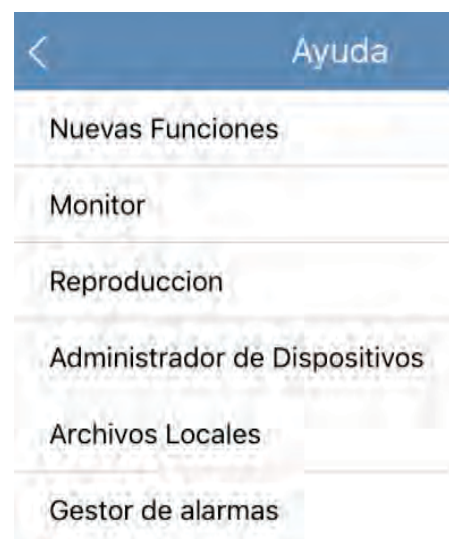 Ayuda
Nuevas Funciones
Monitor
Reproduccion
Administrador de Dispositivos
Archivos Locales
Gestor de alarmas